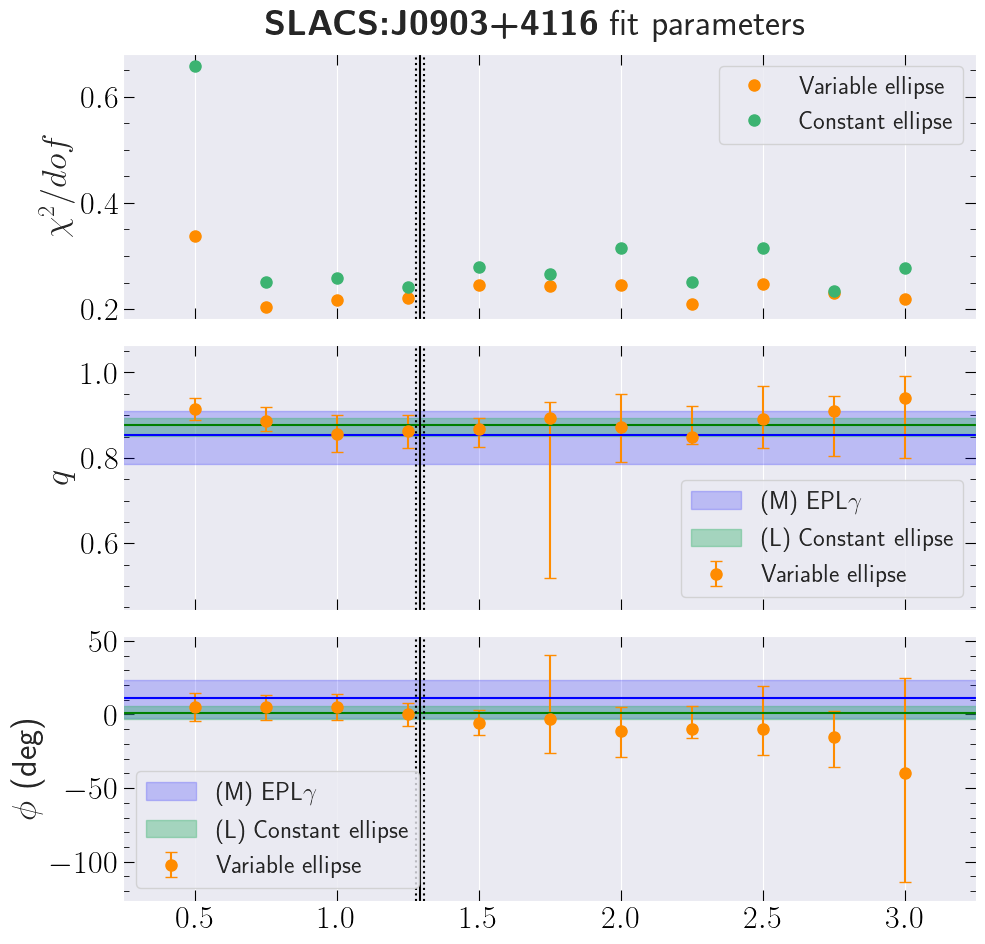 SLACS:J0903+4116 fit parameters
χ²/dof
0.6
0.4
0.2
Variable ellipse
Constant ellipse
q
1.0
0.8
0.6
(M) EPLγ
(L) Constant ellipse
Variable ellipse
ϕ (deg)
50
0
−50
−100
(M) EPLγ
(L) Constant ellipse
Variable ellipse
0.5 1.0 1.5 2.0 2.5 3.0